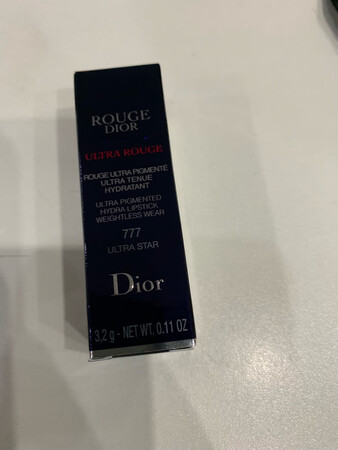 ROUGE
DIOR
ULTRA ROUGE
ROUGE ULTRA PIGMENTÉ
ULTRA TENUE
HYDRATANT
ULTRA PIGMENTED
HYDRA LIPSTICK
WEIGHTLESS WEAR
777
ULTRA STAR
Dior
3,2 g - NET WT. 0.11 OZ